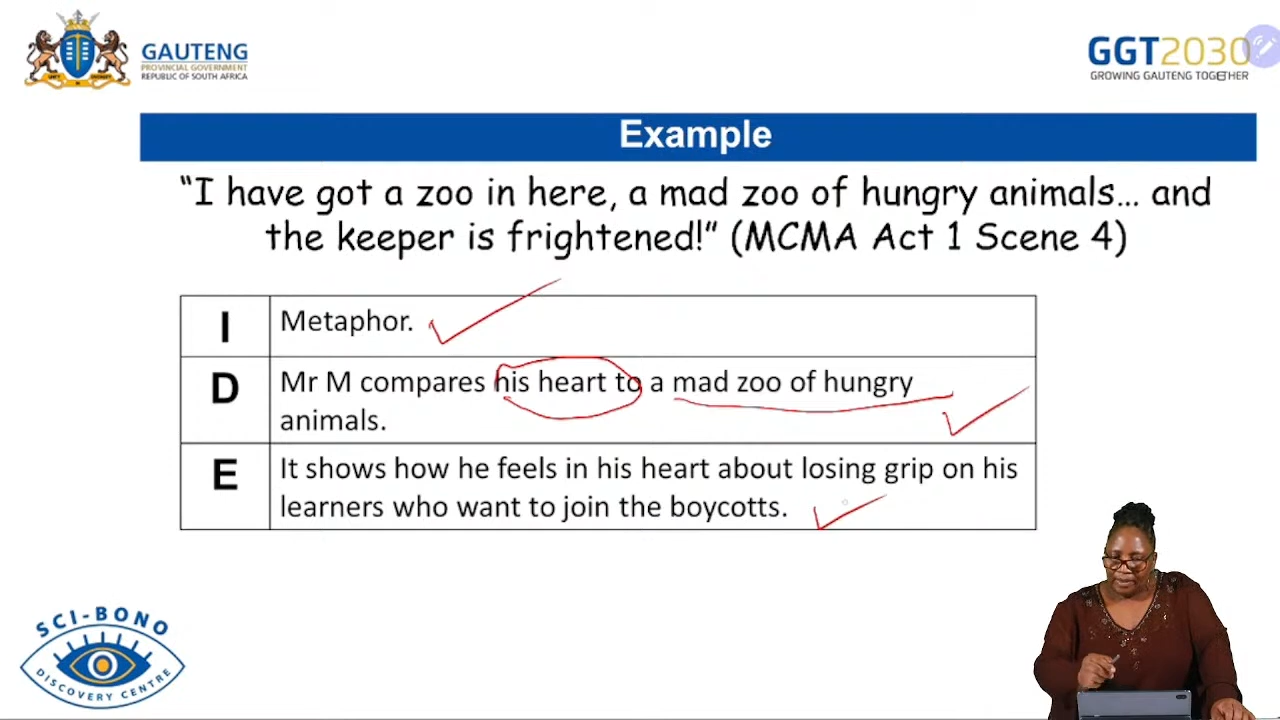 GAUTENG
PROVINCIAL GOVERNMENT
REPUBLIC OF SOUTH AFRICA
GGT2030
GROWING GAUTENG TOGETHER
Example
“I have got a zoo in here, a mad zoo of hungry animals... and
the keeper is frightened!” (MCMA Act 1 Scene 4)
I
Metaphor.
D
Mr M compares his heart to a mad zoo of hungry
animals.
E
It shows how he feels in his heart about losing grip on his
learners who want to join the boycotts.
SCI-BONO
DISCOVERY CENTRE